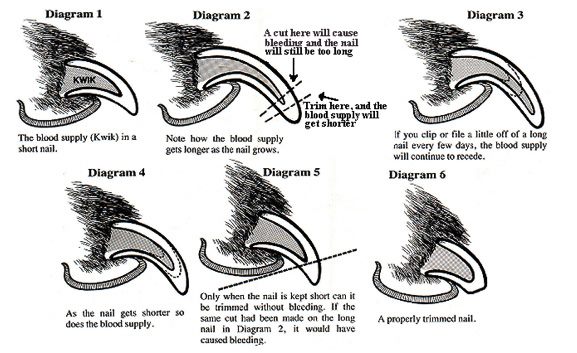 Diagram 1
KWIK
The blood supply (Kwik) in a
short nail.
Diagram 2
A cut here will cause
bleeding and the nail
will still be too long
Trim here, and the
blood supply will
get shorter
Note how the blood supply
gets longer as the nail grows.
Diagram 3
If you clip or file a little off of a long
nail every few days, the blood supply
will continue to recede.
Diagram 4
As the nail gets shorter so
does the blood supply.
Diagram 5
Only when the nail is kept short can it
be trimmed without bleeding. If the
same cut had been made on the long
nail in Diagram 2, it would have
caused bleeding.
Diagram 6
A properly trimmed nail.